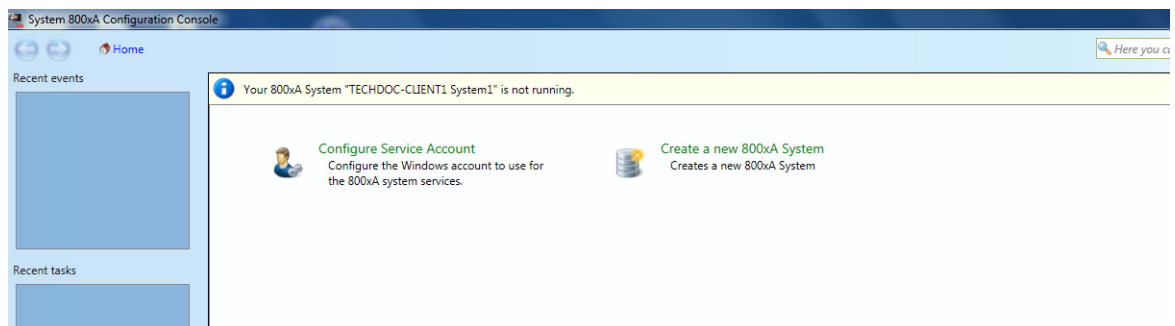 System 800xA Configuration Console
Home
Here you c
Recent events
Your 800xA System "TECHDOC-CLIENT1 System1" is not running.
Configure Service Account
Configure the Windows account to use for
the 800xA system services.
Create a new 800xA System
Creates a new 800xA System
Recent tasks